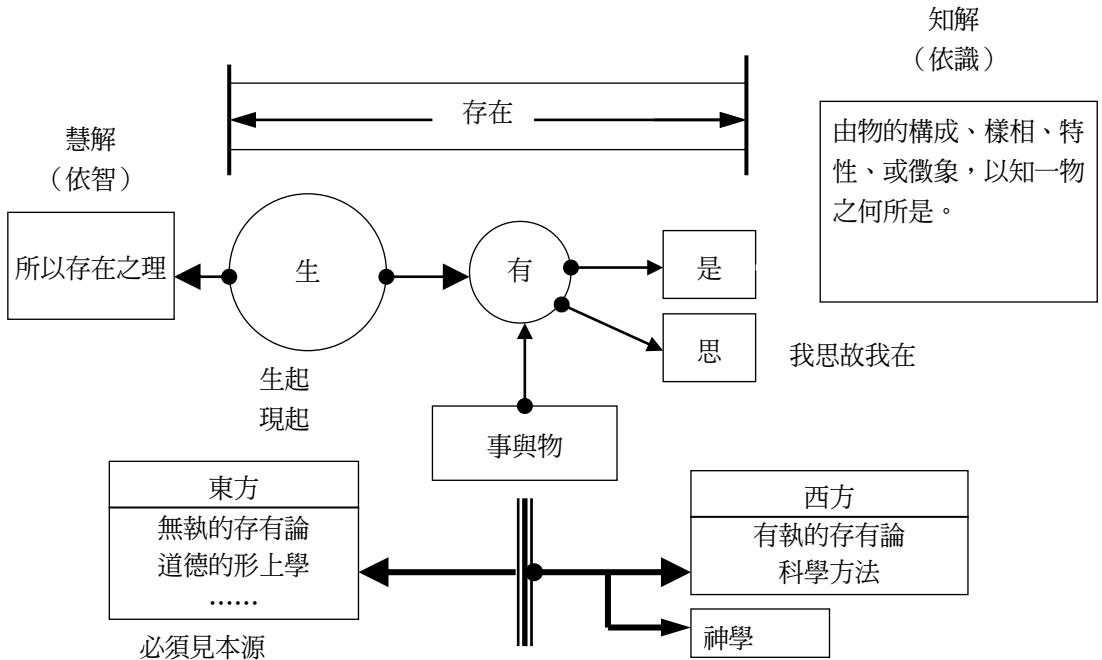 知解
（依識）
存在
慧解
（依智）
由物的構成、樣相、特
性、或徵象，以知一物
之何所是。
所以存在之理
生
有
是
思
我思故我在
生起
現起
事與物
東方
無執的存有論
道德的形上學
……
必須見本源
西方
有執的存有論
科學方法
神學